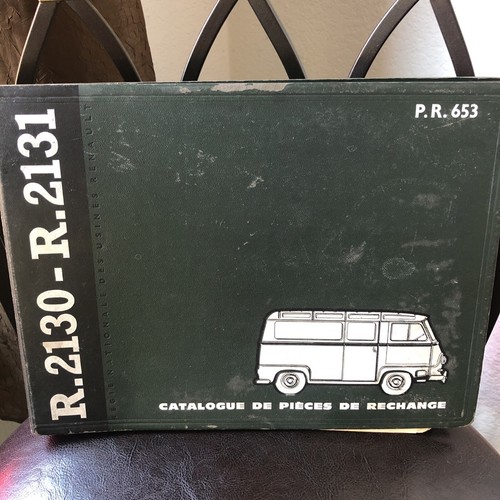 P.R. 653
R.2130-R.2131
RÉGIE NATIONALE DES USINES RENAULT
CATALOGUE DE PIÈCES DE RECHANGE